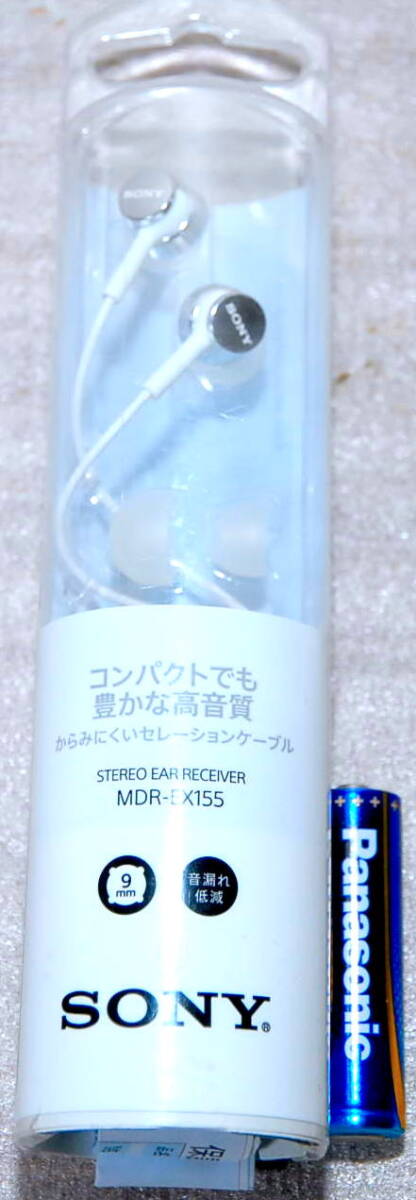 SONY
SONY
コンパクトでも
豊かな高音質
からみにくいセレーションケーブル
STEREO EAR RECEIVER
MDR-EX155
9
mm
音漏れ
低減
SONY®
Panasonic